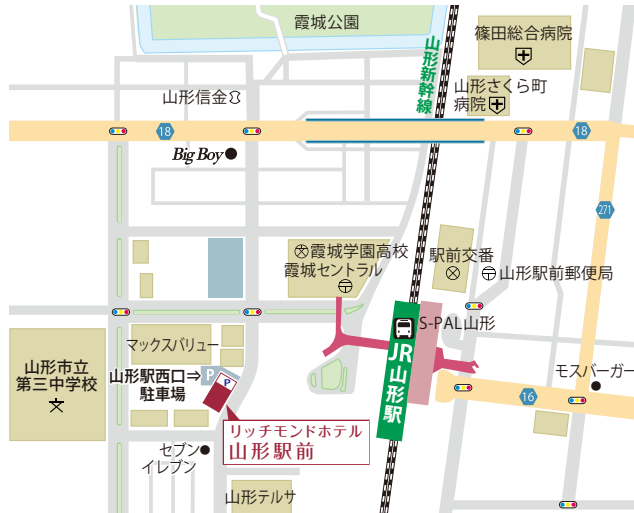 霞城公園
篠田総合病院
山形新幹線
山形さくら町
病院
山形信金
18
18
Big Boy
271
霞城学園高校
霞城セントラル
駅前交番
山形駅前郵便局
S-PAL山形
マックスバリュー
JR山形駅
山形市立
第三中学校
山形駅西口⇒
駐車場
P
P
モスバーガー
16
リッチモンドホテル
山形駅前
セブン
イレブン
山形テルサ